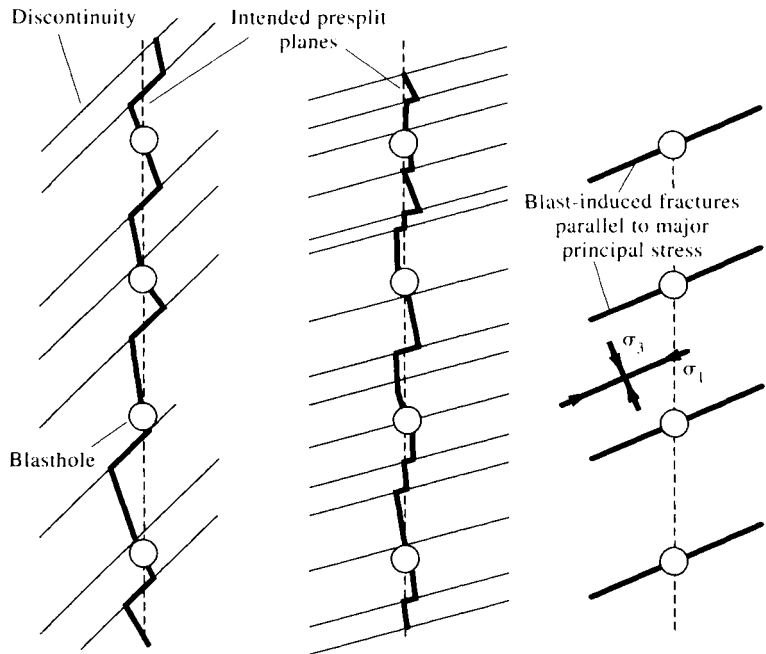 Discontinuity
Intended presplit
planes
Blast-induced fractures
parallel to major
principal stress
σ3
σ1
Blasthole